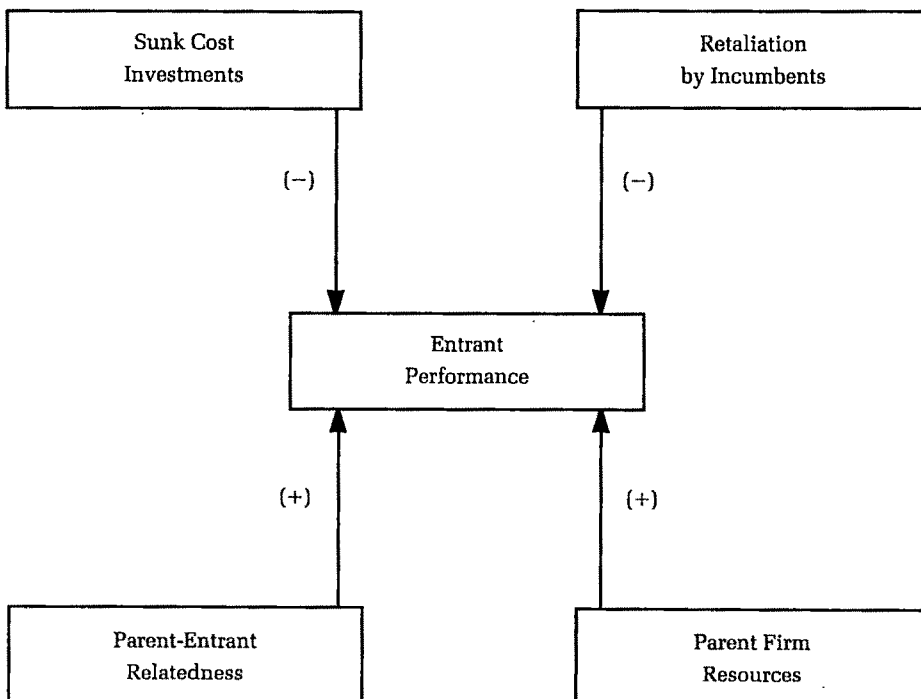 Sunk Cost
Investments
Retaliation
by Incumbents
(−)
(−)
Entrant
Performance
(+)
(+)
Parent-Entrant
Relatedness
Parent Firm
Resources